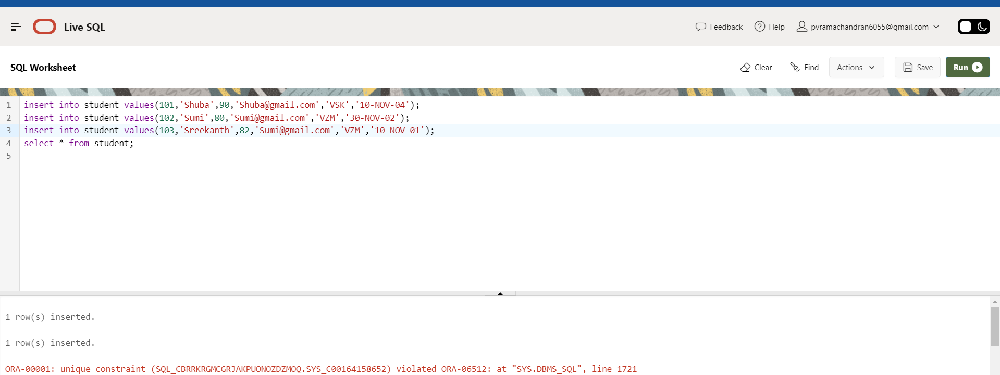 Live SQL
Feedback
Help
pvramachandran6055@gmail.com
SQL Worksheet
Clear
Find
Actions
Save
Run
1 insert into student values(101,'Shuba',90,'Shuba@gmail.com','VSK','10-NOV-04');
2 insert into student values(102,'Sumi',80,'Sumi@gmail.com','VZM','30-NOV-02');
3 insert into student values(103,'Sreekanth',82,'Sumi@gmail.com','VZM','10-NOV-01');
4 select * from student;
5
1 row(s) inserted.
1 row(s) inserted.
ORA-00001: unique constraint (SQL_CBRRKRGMCGRJAKPUONOZDZMOQ.SYS_C00164158652) violated ORA-06512: at "SYS.DBMS_SQL", line 1721